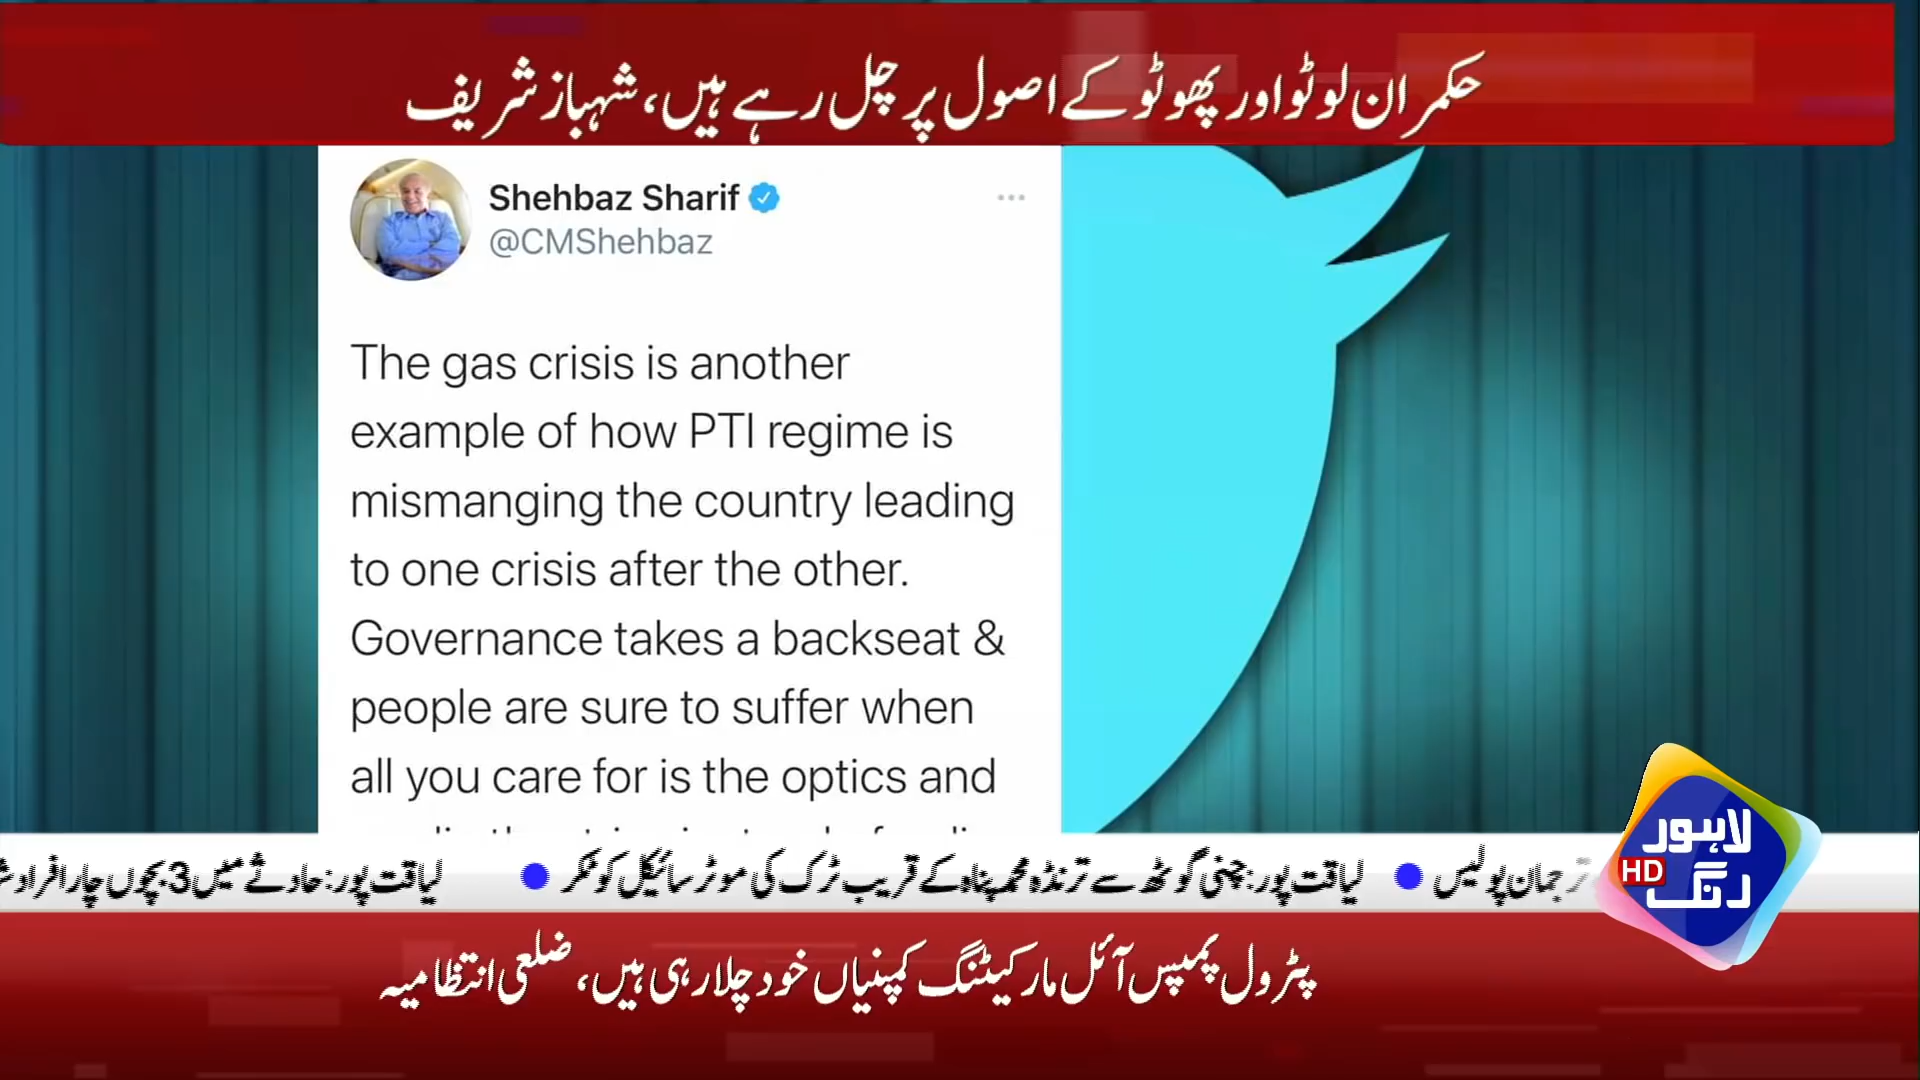 حکمران لوٹو اور پھوٹو کے اصول پر چل رہے ہیں، شہباز شریف
Shehbaz Sharif
@CMShehbaz
The gas crisis is another
example of how PTI regime is
mismanging the country leading
to one crisis after the other.
Governance takes a backseat &
people are sure to suffer when
all you care for is the optics and
ترجمان پولیس ● لیاقت پور: چنی گوٹھ سے ترنڈہ محمد پناہ کے قریب ٹرک کی موٹر سائیکل کو ٹکر ● لیاقت پور: حادثے میں 3 بچوں چار افراد
لاہور
رنگ
HD
پٹرول پمپس آئل مارکیٹنگ کمپنیاں خود چلا رہی ہیں، ضلعی انتظامیہ